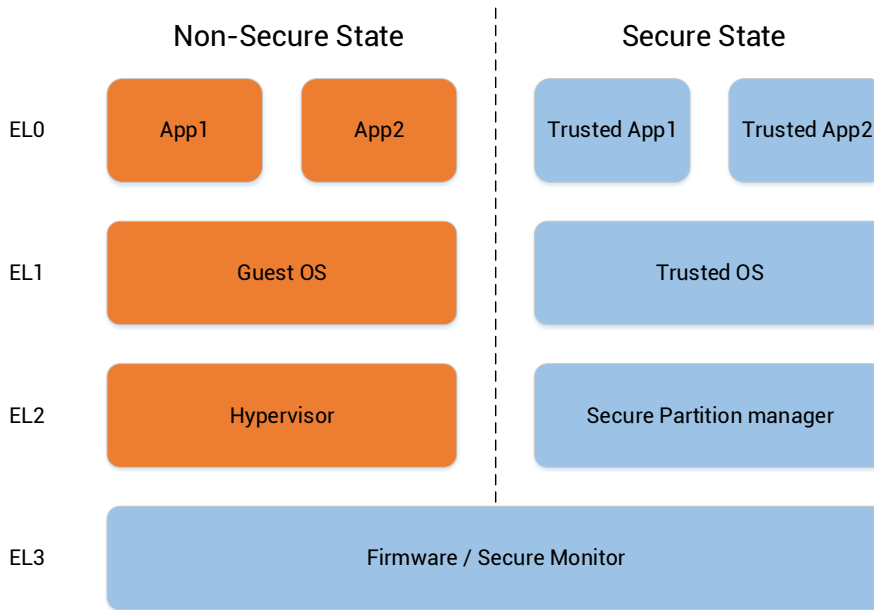 Non-Secure State
Secure State
EL0
App1
App2
Trusted App1
Trusted App2
EL1
Guest OS
Trusted OS
EL2
Hypervisor
Secure Partition manager
EL3
Firmware / Secure Monitor